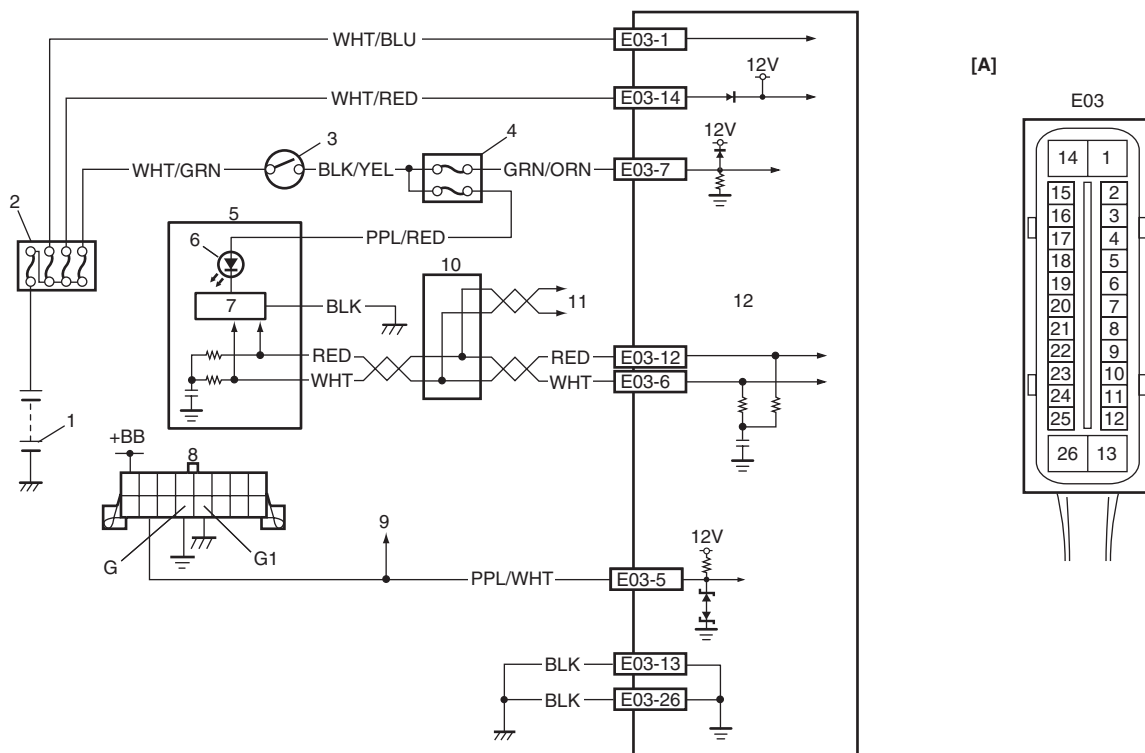 WHT/BLU E03-1
12V
[A]
WHT/RED E03-14
E03
3 4 12V
WHT/GRN BLK/YEL GRN/ORN E03-7
14 1
2 5
15 2
16 3
PPL/RED
17 4
6
18 5
10
19 6
7 BLK 11 12
20 7
21 8
RED RED E03-12
22 9
WHT WHT E03-6
23 10
24 11
25 12
1
+BB
26 13
8
9 12V
G G1
PPL/WHT E03-5
BLK E03-13
BLK E03-26